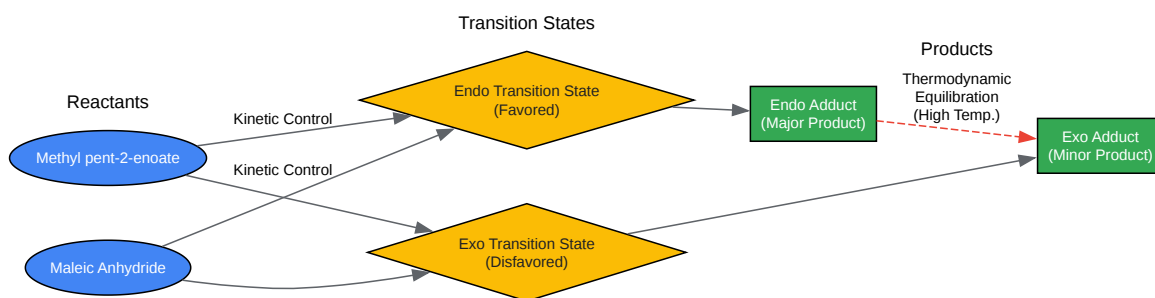 Transition States
Products
Reactants
Thermodynamic
Equilibration
(High Temp.)
Endo Transition State
(Favored)
Endo Adduct
(Major Product)
Kinetic Control
Exo Adduct
(Minor Product)
Methyl pent-2-enoate
Kinetic Control
Exo Transition State
(Disfavored)
Maleic Anhydride